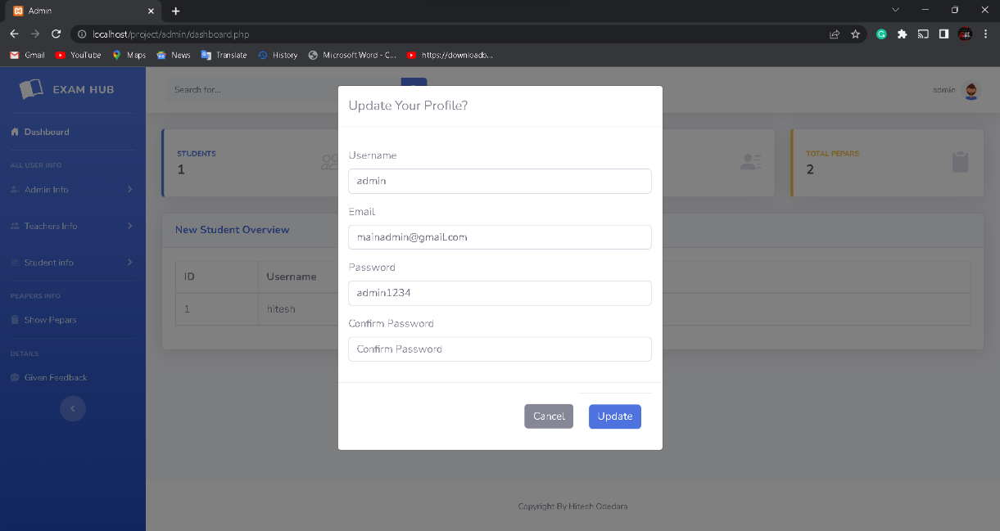 Admin
localhost/project/admin/dashboard.php
Gmail YouTube Maps News Translate History Microsoft Word - C... https://downloadb...
EXAM HUB
Search for...
admin
Dashboard
ALL USER INFO
Admin Info
Teachers Info
Student info
PEAPERS INFO
Show Pepars
DETAILS
Given Feedback
STUDENTS
1
TOTAL PEPARS
2
New Student Overview
ID Username
1 hitesh
Update Your Profile?
Username
admin
Email
mainadmin@gmail.com
Password
admin1234
Confirm Password
Confirm Password
Cancel Update
Copyright By Hitesh Odedara